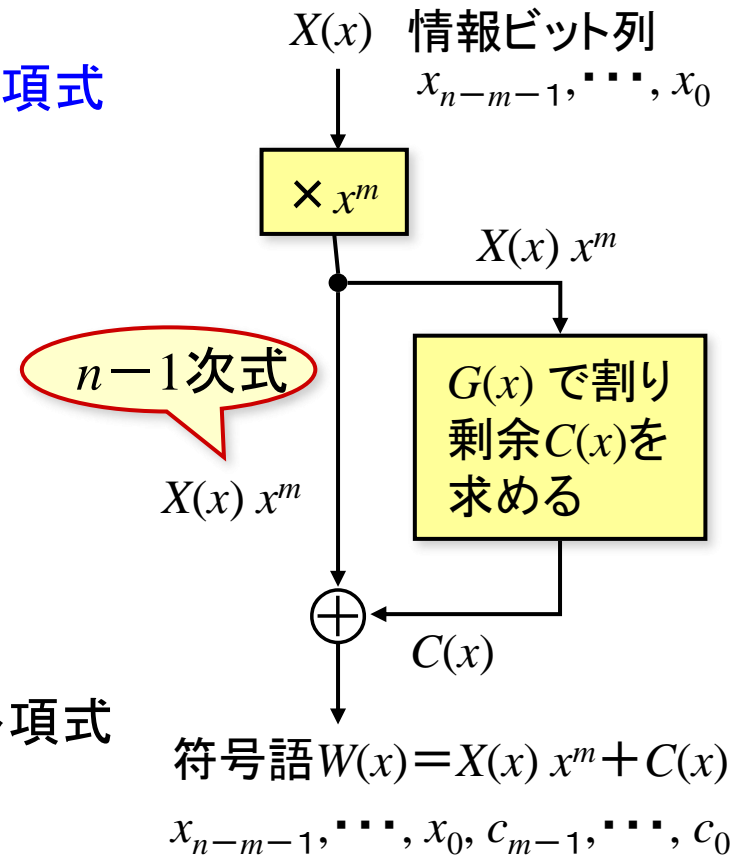 X(x) 情報ビット列
項式
x_{n−m−1},･･･, x_0
× x^m
X(x) x^m
n−1次式
G(x) で割り
剰余C(x)を
求める
X(x) x^m
C(x)
項式
符号語W(x)=X(x) x^m+C(x)
x_{n−m−1},･･･, x_0, c_{m−1},･･･, c_0